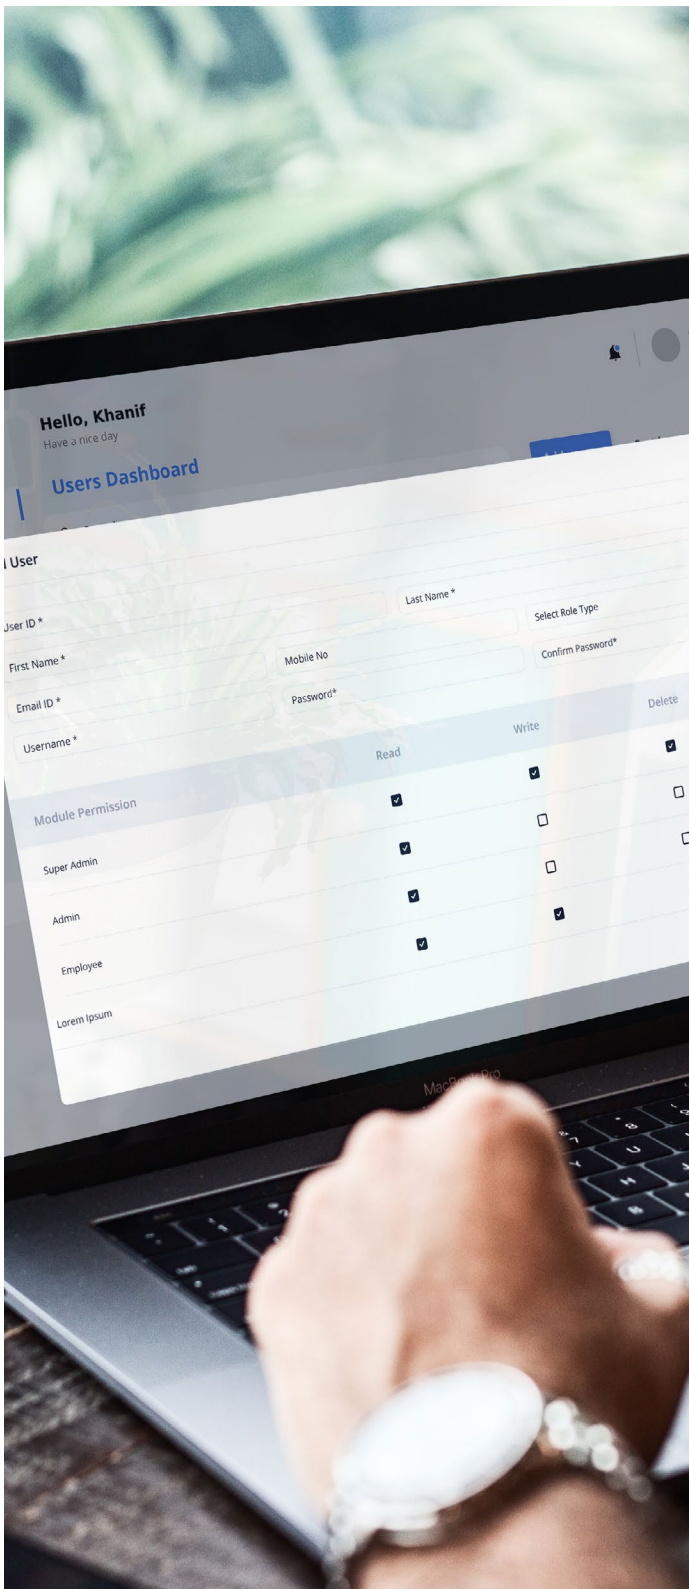 Hello, Khanif
Have a nice day
Users Dashboard
User
User ID *
Last Name *
First Name *
Mobile No
Select Role Type
Email ID *
Password*
Confirm Password*
Username *
Module Permission
Read
Write
Delete
Super Admin
Admin
Employee
Lorem Ipsum
MacBook Pro